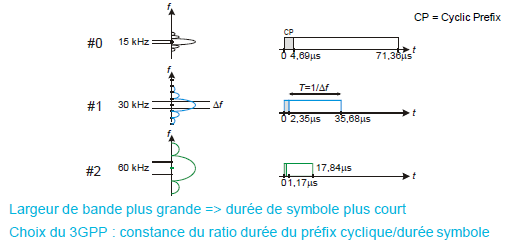 f
CP = Cyclic Prefix
CP
#0 15 kHz t
0 4,69µs 71,36µs
f
T=1/Δf
#1 30 kHz Δf t
0 2,35µs 35,68µs
f
#2 60 kHz 17,84µs t
0 1,17µs
Largeur de bande plus grande => durée de symbole plus court
Choix du 3GPP : constance du ratio durée du préfix cyclique/durée symbole